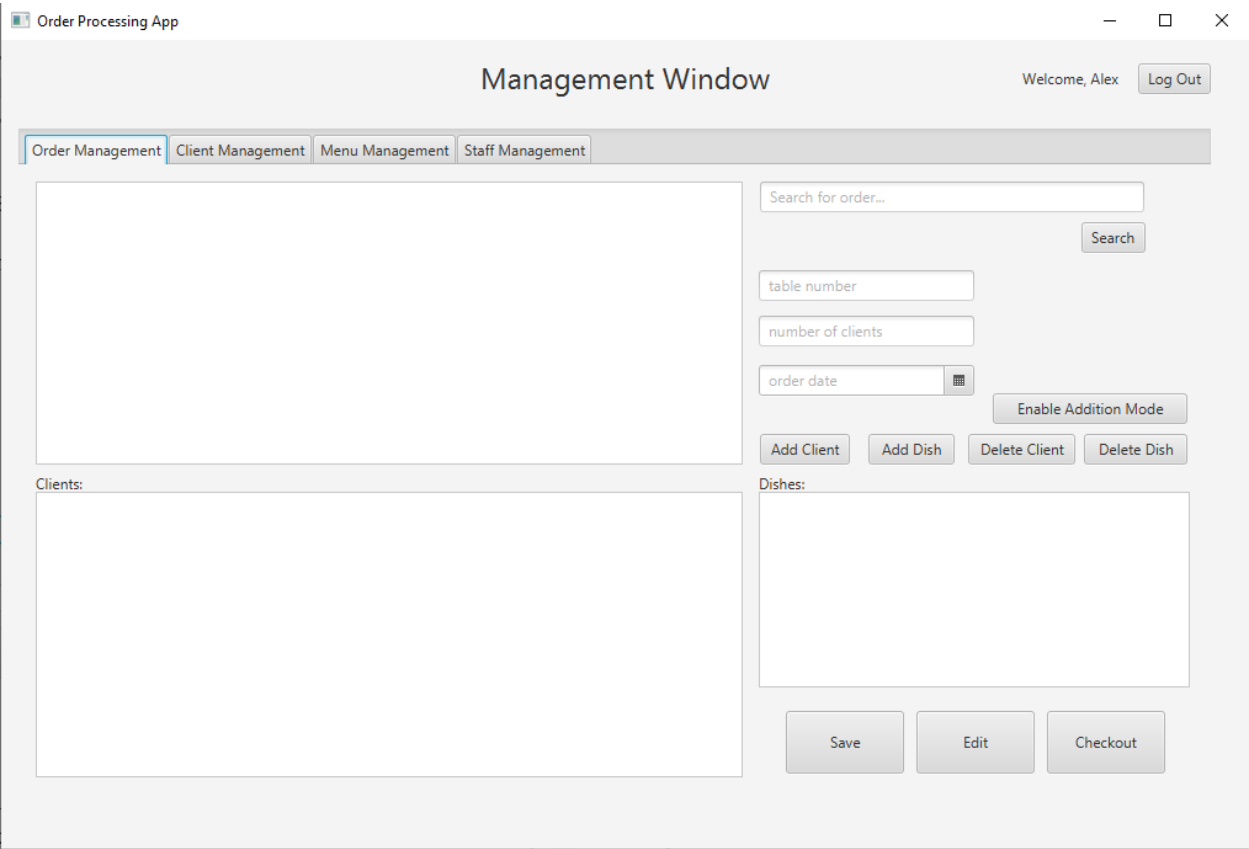 Order Processing App
Management Window
Welcome, Alex
Log Out
Order Management
Client Management
Menu Management
Staff Management
Search for order...
Search
table number
number of clients
order date
Enable Addition Mode
Add Client
Add Dish
Delete Client
Delete Dish
Clients:
Dishes:
Save
Edit
Checkout